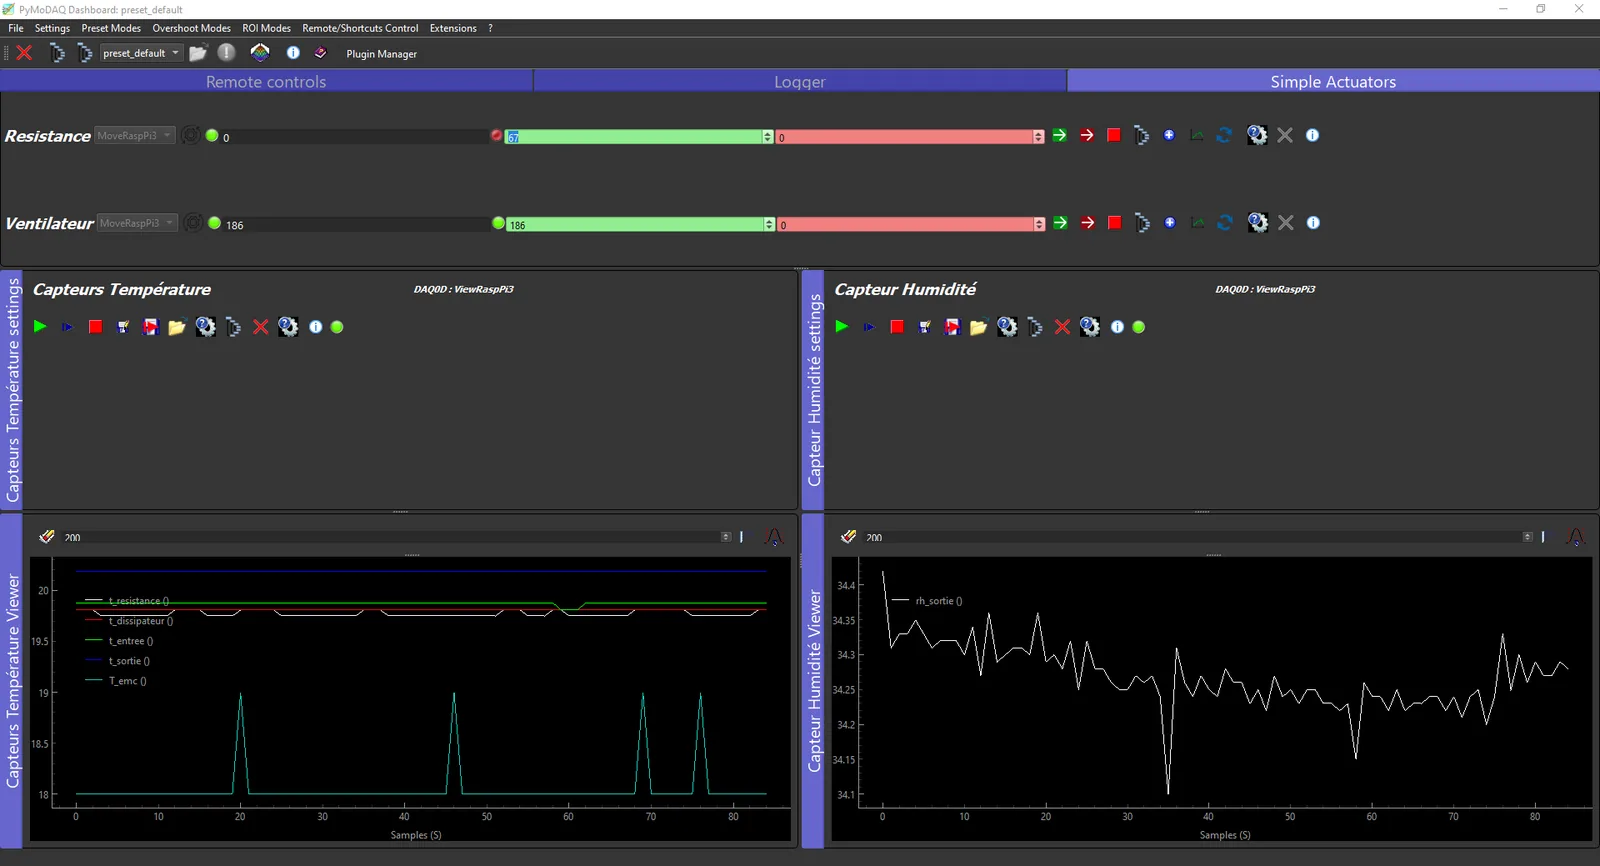 PyMoDAQ Dashboard: preset_default
File Settings Preset Modes Overshoot Modes ROI Modes Remote/Shortcuts Control Extensions ?
preset_default Plugin Manager
Remote controls Logger Simple Actuators
Resistance MoveRaspPi3 0 67 0
Ventilateur MoveRaspPi3 186 186 0
Capteurs Température settings
Capteurs Température DAQ0D : ViewRaspPi3
Capteur Humidité settings
Capteur Humidité DAQ0D : ViewRaspPi3
Capteurs Température Viewer
200
20
19.5
19
18.5
18
t_resistance ()
t_dissipateur ()
t_entree ()
t_sortie ()
T_emc ()
0 20 30 40 50 60 70 80
Samples (S)
Capteur Humidité Viewer
200
34.4
34.35
34.3
34.25
34.2
34.15
34.1
rh_sortie ()
0 10 20 30 40 50 60 70 80
Samples (S)